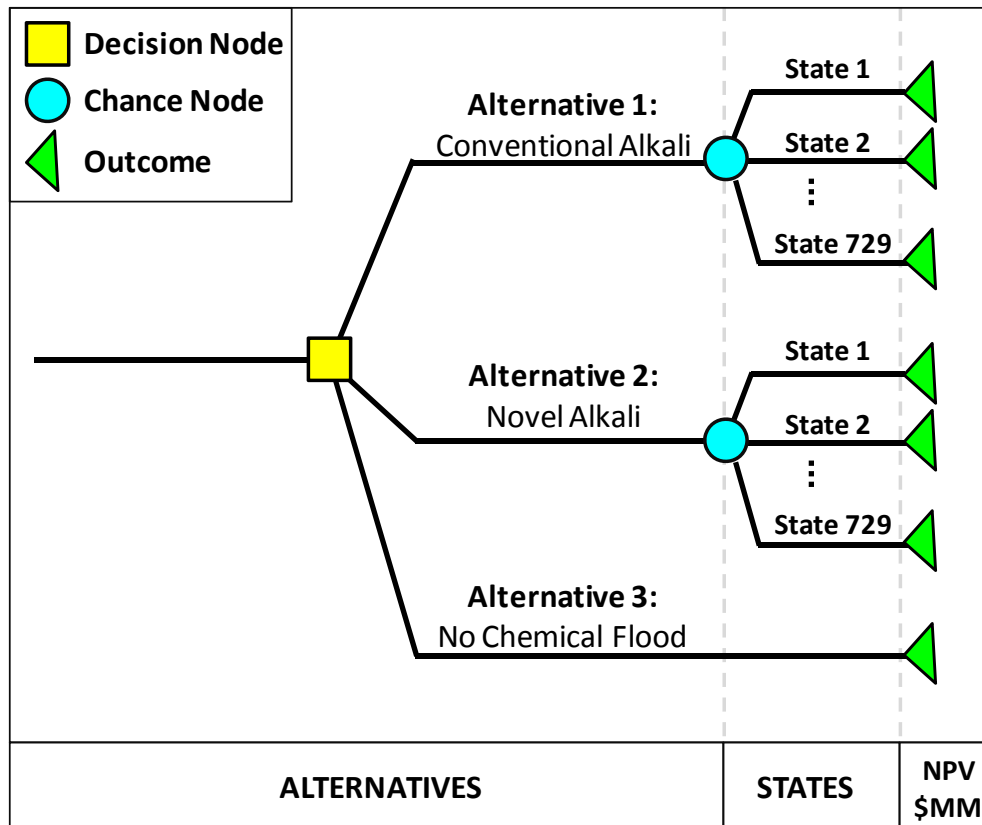 Decision Node
Chance Node
Outcome
Alternative 1:
Conventional Alkali
State 1
State 2
...
State 729
Alternative 2:
Novel Alkali
State 1
State 2
...
State 729
Alternative 3:
No Chemical Flood
ALTERNATIVES
STATES
NPV
$MM